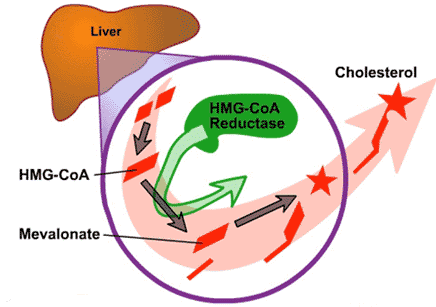 Liver
Cholesterol
HMG-CoA
Reductase
HMG-CoA
Mevalonate